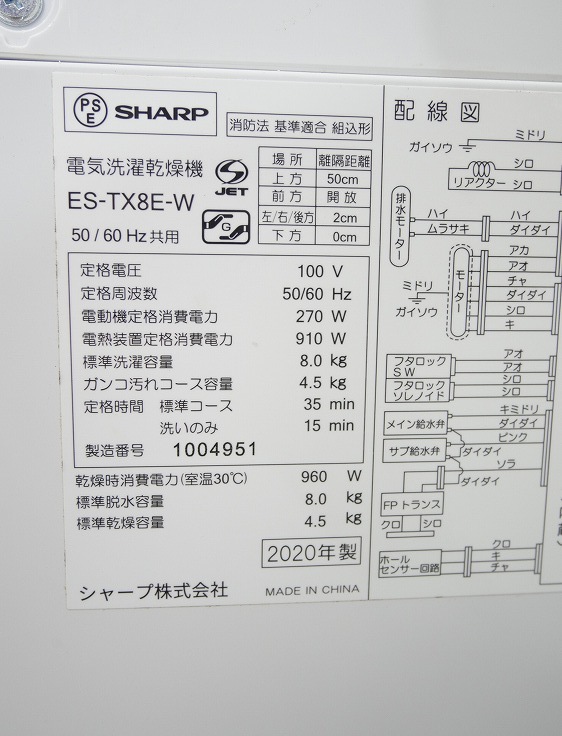 PS
E
SHARP
消防法 基準適合 組込形
電気洗濯乾燥機
JET
ES-TX8E-W
G
50/60Hz共用
場所 離隔距離
上方 50cm
前方 開放
左/右/後方 2cm
下方 0cm
定格電圧 100 V
定格周波数 50/60 Hz
電動機定格消費電力 270 W
電熱装置定格消費電力 910 W
標準洗濯容量 8.0 kg
ガンコ汚れコース容量 4.5 kg
定格時間 標準コース 35 min
洗いのみ 15 min
製造番号 1004951
乾燥時消費電力(室温30℃) 960 W
標準脱水容量 8.0 kg
標準乾燥容量 4.5 kg
2020年製
シャープ株式会社 MADE IN CHINA
配線図
ミドリ
ガイソウ
シロ
リアクター シロ
排水モーター
ハイ ハイ
ムラサキ ダイダイ
モーター
アカ
アオ
チャ
ダイダイ
シロ
キ
ミドリ
ガイソウ
フタロック
SW
アオ
アオ
フタロック
ソレノイド
シロ
シロ
キミドリ
メイン給水弁 ダイダイ
ピンク
サブ給水弁 ダイダイ
ソラ
ダイダイ
FPトランス
クロ シロ
ホール
センサー回路
クロ
キ
チャ